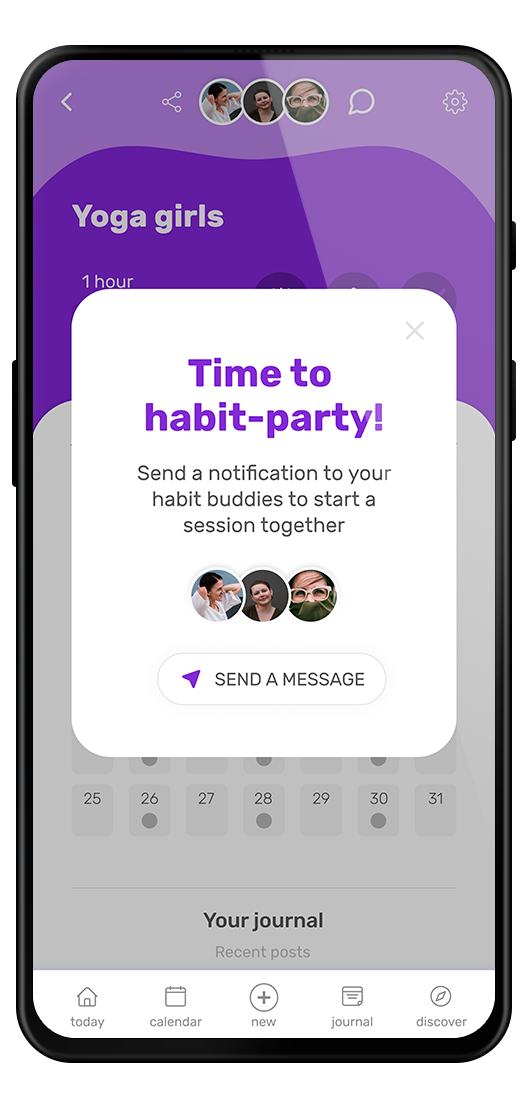 Yoga girls
1 hour
Time to
habit-party!
Send a notification to your
habit buddies to start a
session together
SEND A MESSAGE
25 26 27 28 29 30 31
Your journal
Recent posts
today calendar new journal discover